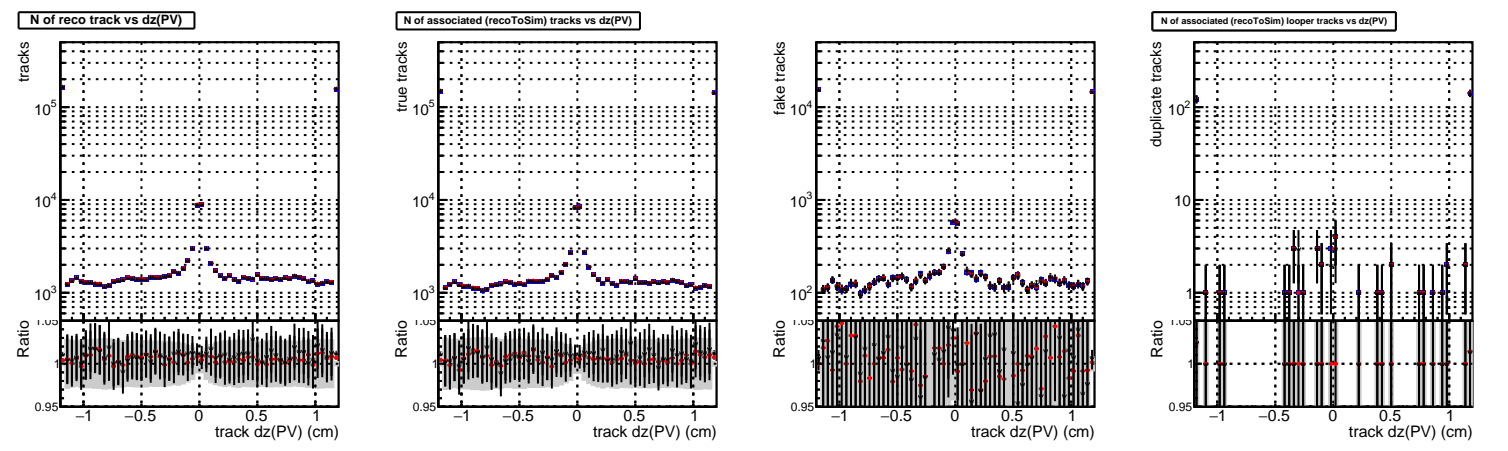 N of reco track vs dz(PV)
tracks
10⁵
10⁴
10³
Ratio
1.05
1
0.95
−1 −0.5 0 0.5 1
track dz(PV) (cm)
N of associated (recoToSim) tracks vs dz(PV)
true tracks
10⁵
10⁴
10³
Ratio
1.05
1
0.95
−1 −0.5 0 0.5 1
track dz(PV) (cm)
fake tracks
10⁴
10³
10²
Ratio
1.05
1
0.95
−1 −0.5 0 0.5 1
track dz(PV) (cm)
N of associated (recoToSim) looper tracks vs dz(PV)
duplicate tracks
10²
10
1
Ratio
1.05
1
0.95
−1 −0.5 0 0.5 1
track dz(PV) (cm)